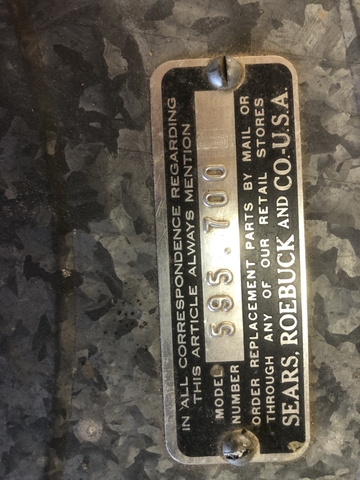 IN ALL CORRESPONDENCE REGARDING
THIS ARTICLE ALWAYS MENTION
MODEL NUMBER 595.700
ORDER REPLACEMENT PARTS BY MAIL OR
THROUGH ANY OF OUR RETAIL STORES
SEARS, ROEBUCK AND CO.-U.S.A.